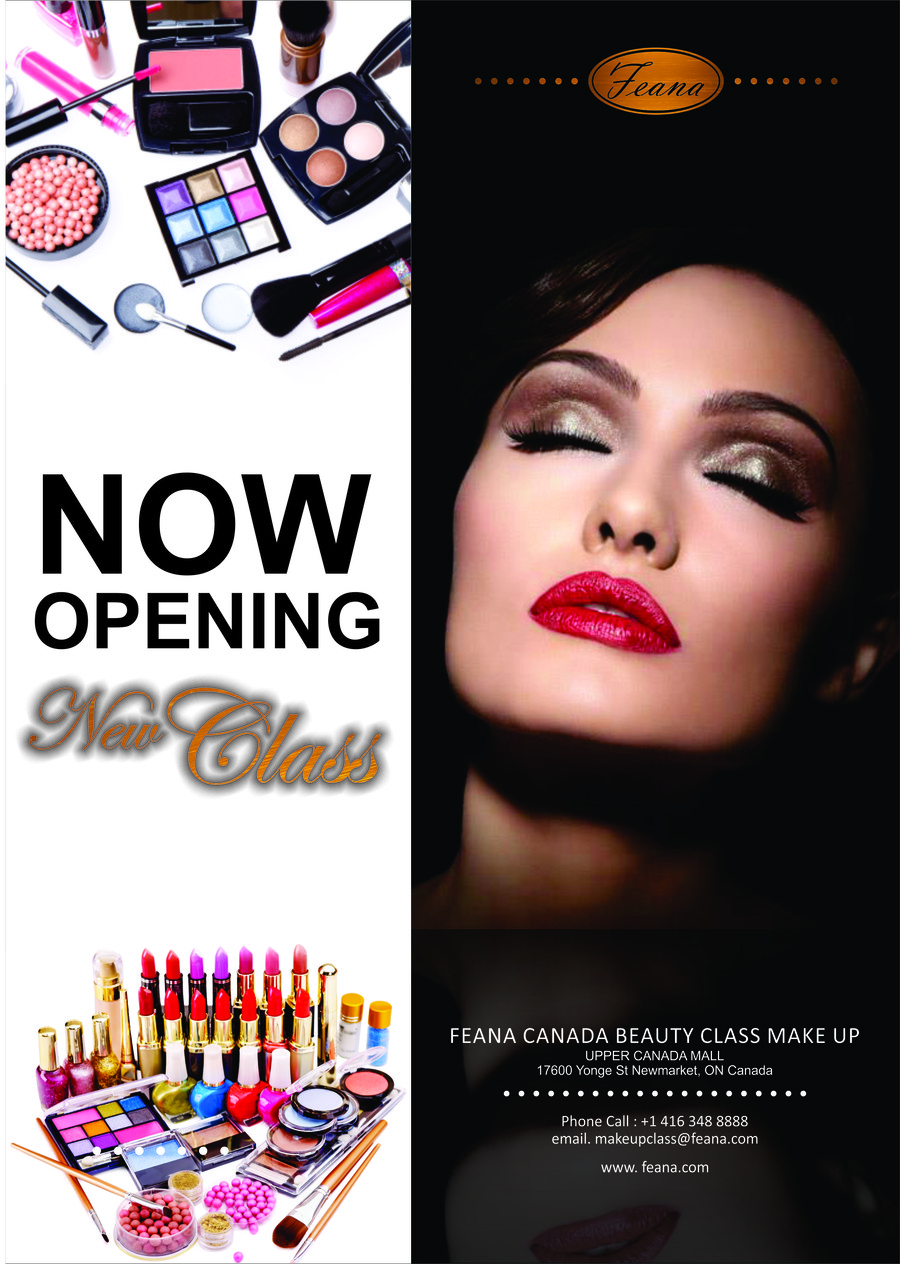 Feana
NOW
OPENING
New Class
FEANA CANADA BEAUTY CLASS MAKE UP
UPPER CANADA MALL
17600 Yonge St Newmarket, ON Canada
Phone Call : +1 416 348 8888
email. makeupclass@feana.com
www. feana.com